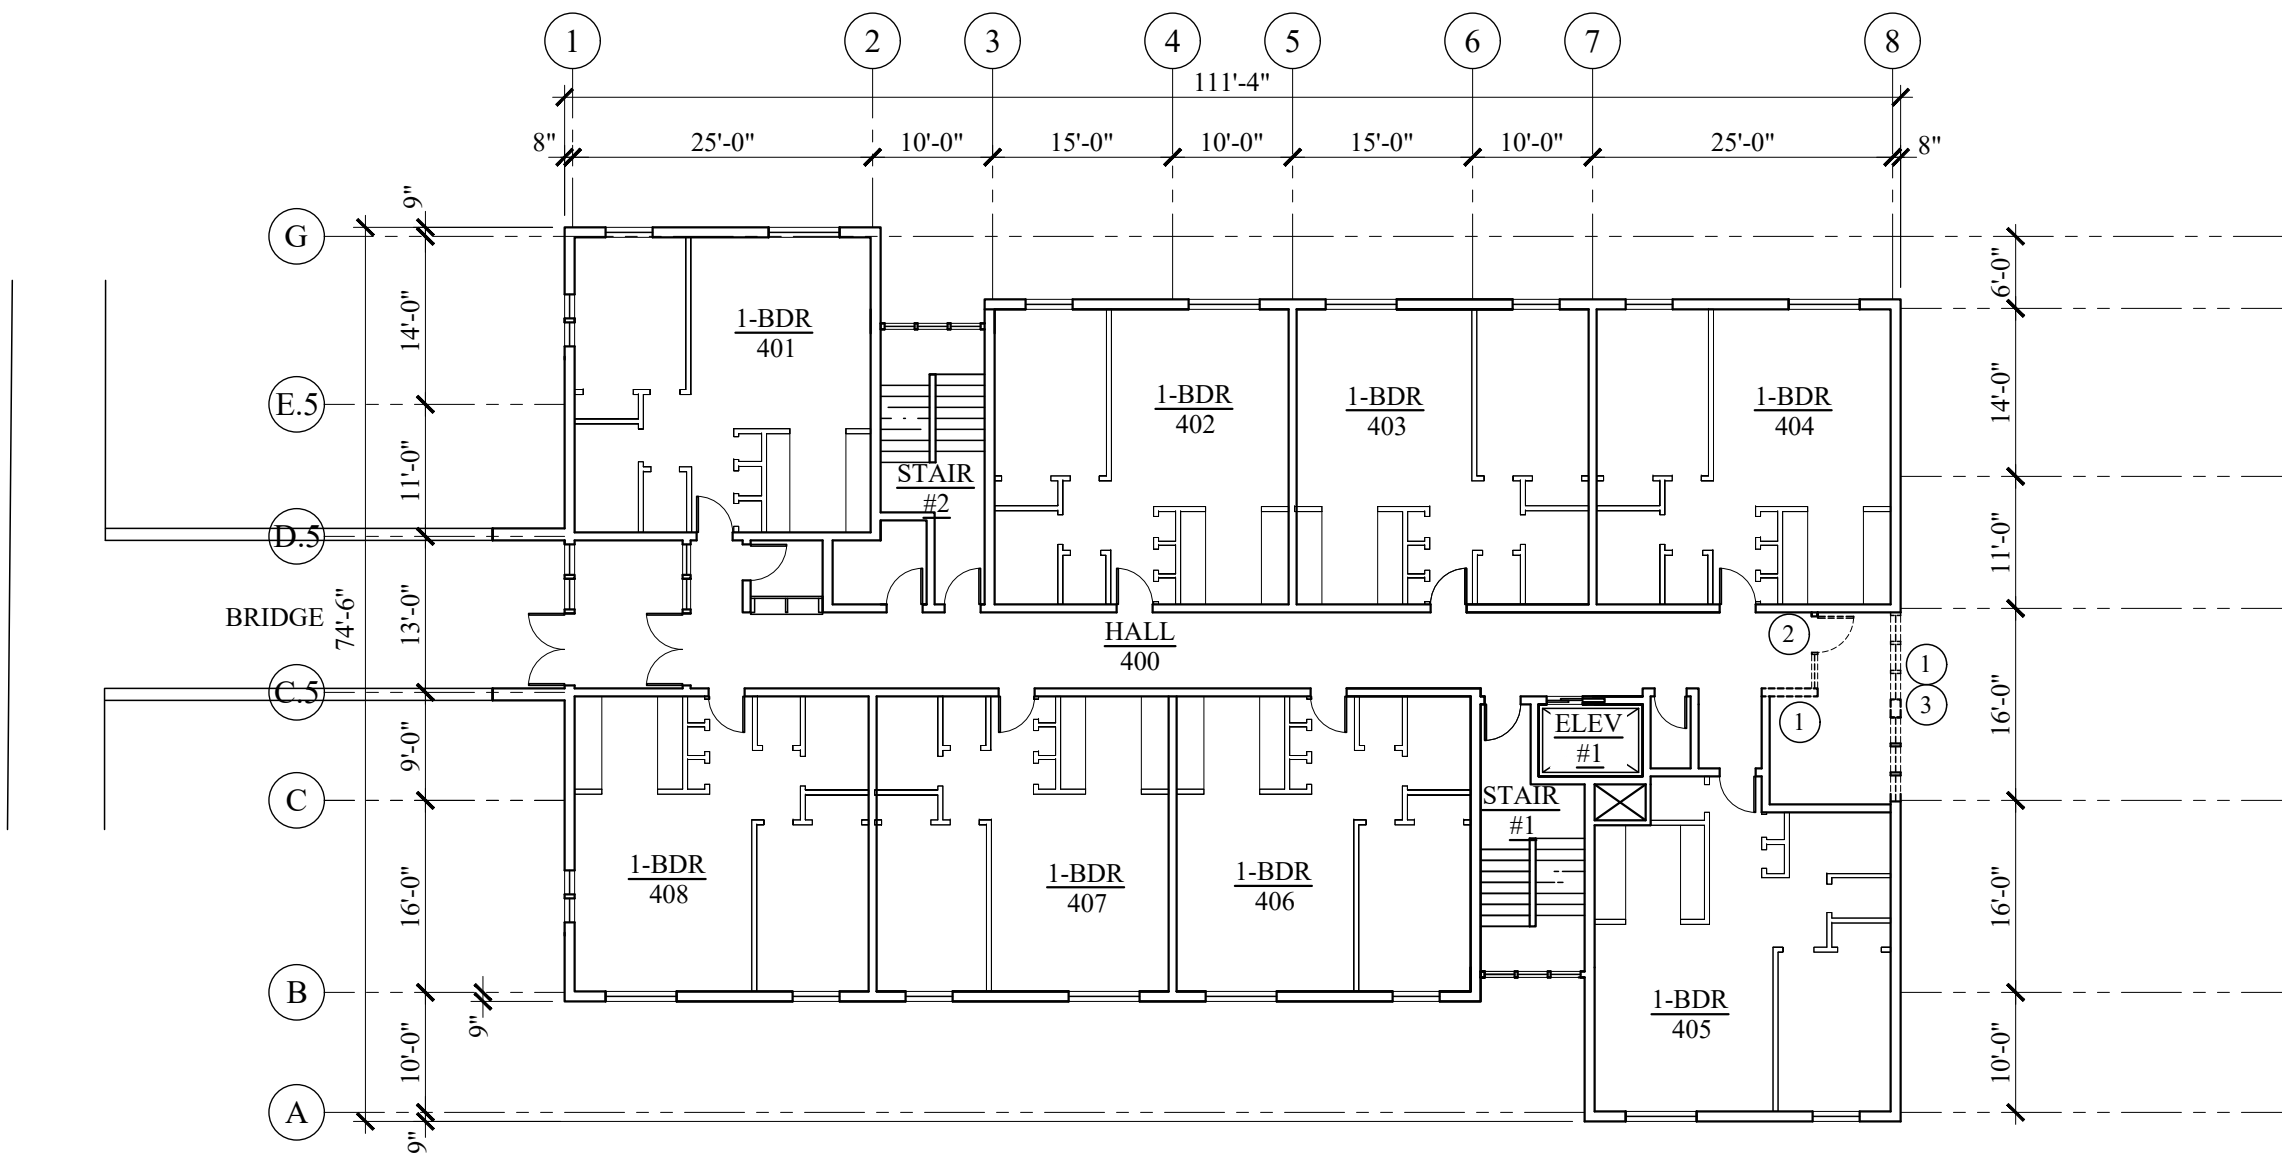 1 2 3 4 5 6 7 8
111'-4"
8" 25'-0" 10'-0" 15'-0" 10'-0" 15'-0" 10'-0" 25'-0" 8"
9"
G
14'-0"
6'-0"
1-BDR
401
E.5
1-BDR
402
1-BDR
403
1-BDR
404
14'-0"
11'-0"
STAIR
#2
D.5
11'-0"
BRIDGE
74'-6"
13'-0"
HALL
400
2
1
3
1
C.5
16'-0"
9'-0"
ELEV
#1
C
STAIR
#1
16'-0"
1-BDR
408
1-BDR
407
1-BDR
406
16'-0"
B
9"
1-BDR
405
10'-0"
10'-0"
A
9"